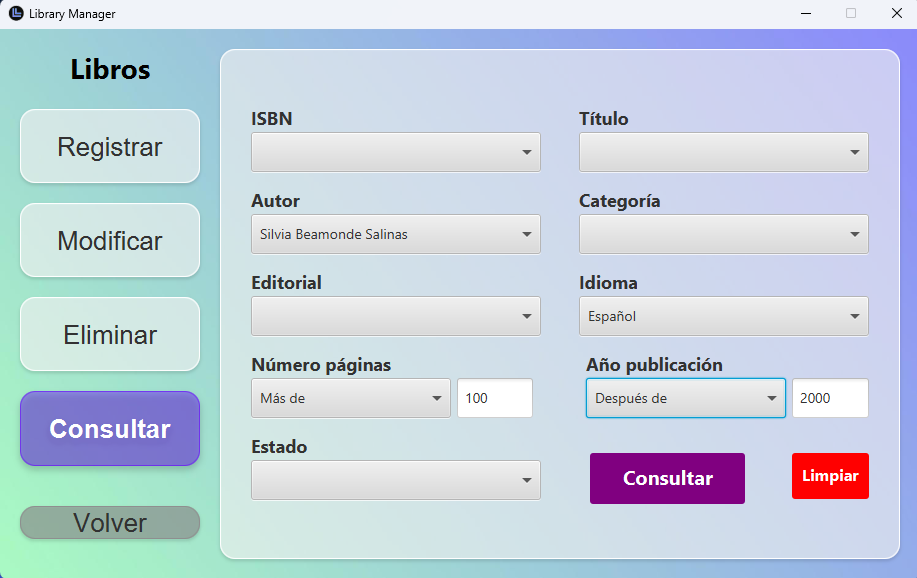 Library Manager
Libros
Registrar
Modificar
Eliminar
Consultar
Volver
ISBN
Título
Autor
Silvia Beamonde Salinas
Categoría
Editorial
Idioma
Español
Número páginas
Más de
100
Año publicación
Después de
2000
Estado
Consultar
Limpiar